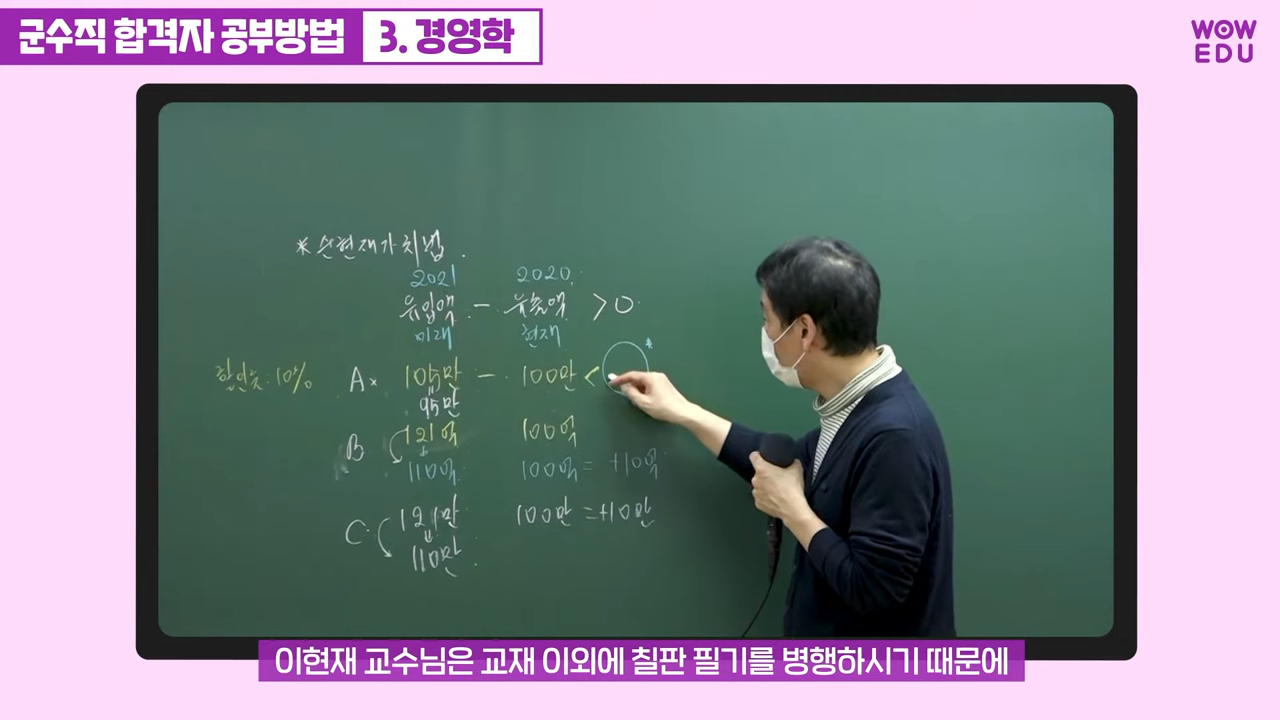 군수직 합격자 공부방법 3. 경영학
WOW
EDU
* 순현재가치법.
2021 2020.
유입액 - 유출액 > 0
미래 현재
할인율 10% A× 105만 - 100만 <
95만
B 121억 100억
110억 100억 = +10억
C 121만 100만 = +10만
110만
이현재 교수님은 교재 이외에 칠판 필기를 병행하시기 때문에